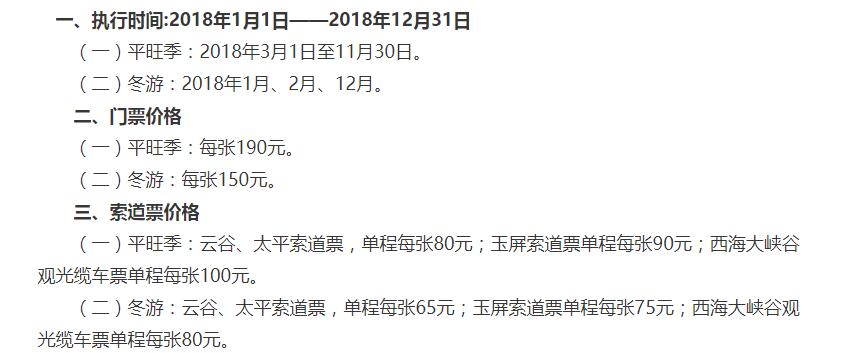 一、执行时间:2018年1月1日——2018年12月31日
（一）平旺季：2018年3月1日至11月30日。
（二）冬游：2018年1月、2月、12月。
二、门票价格
（一）平旺季：每张190元。
（二）冬游：每张150元。
三、索道票价格
（一）平旺季：云谷、太平索道票，单程每张80元；玉屏索道票单程每张90元；西海大峡谷
观光缆车票单程每张100元。
（二）冬游：云谷、太平索道票，单程每张65元；玉屏索道票单程每张75元；西海大峡谷观
光缆车票单程每张80元。